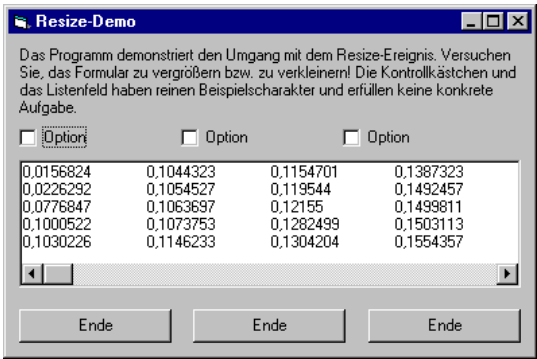 Resize-Demo
Das Programm demonstriert den Umgang mit dem Resize-Ereignis. Versuchen
Sie, das Formular zu vergrößern bzw. zu verkleinern! Die Kontrollkästchen und
das Listenfeld haben reinen Beispielscharakter und erfüllen keine konkrete
Aufgabe.
Option Option Option
0,0156824 0,1044323 0,1154701 0,1387323
0,0226292 0,1054527 0,119544 0,1492457
0,0776847 0,1063697 0,12155 0,1499811
0,1000522 0,1073753 0,1282499 0,1503113
0,1030226 0,1146233 0,1304204 0,1554357
Ende Ende Ende